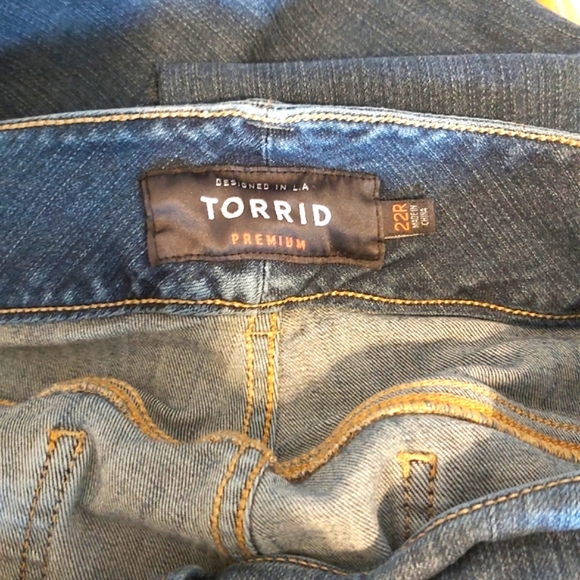 DESIGNED IN L.A
TORRID
PREMIUM
22R
MADE IN
CHINA